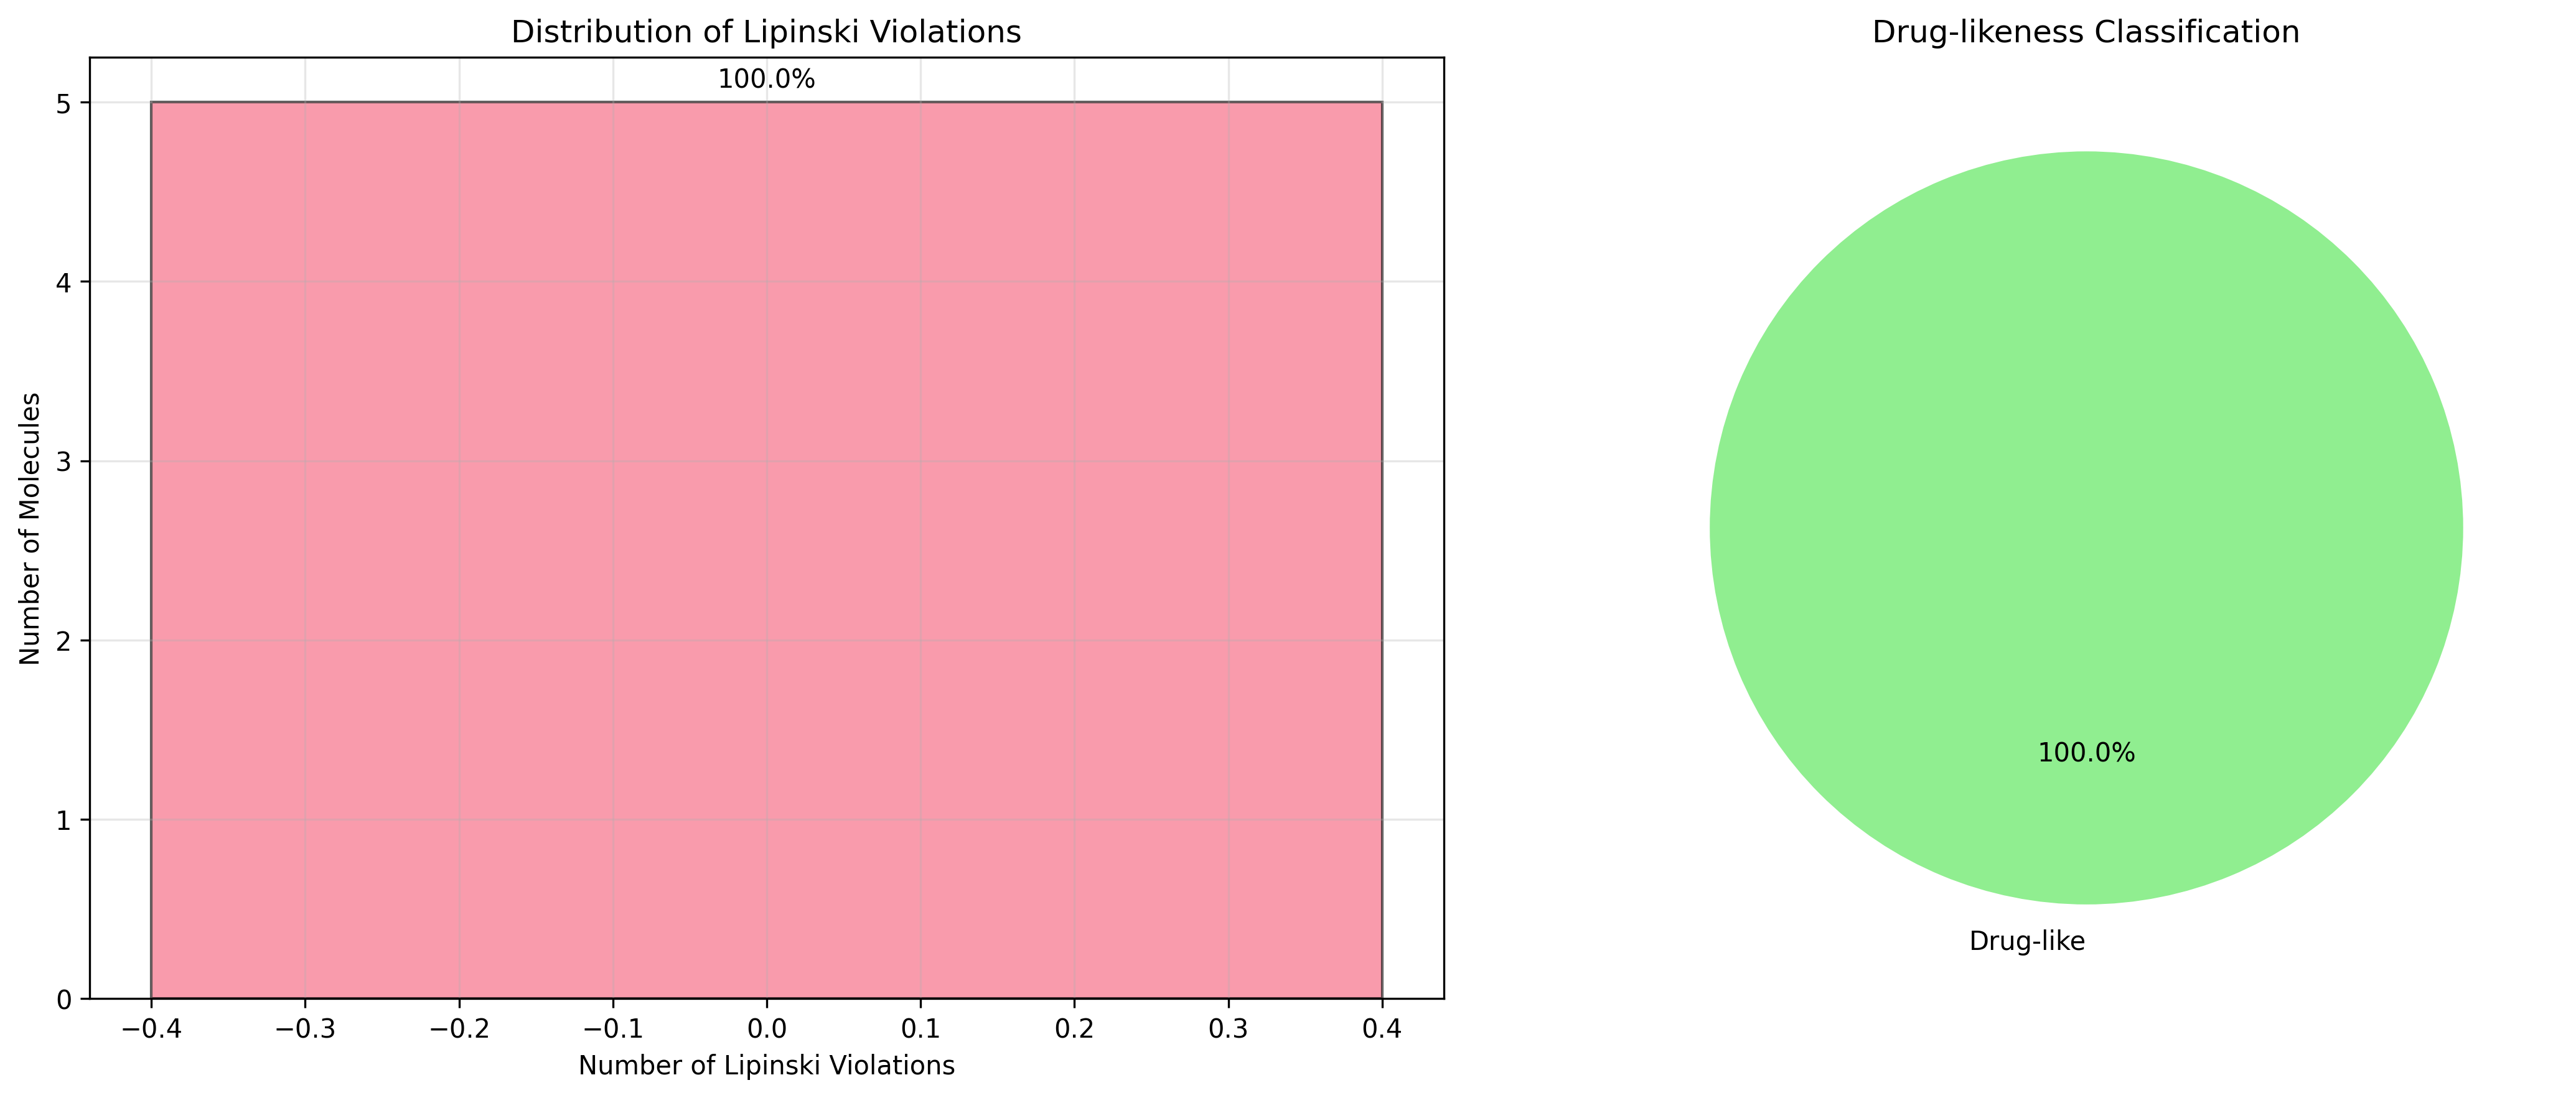 Distribution of Lipinski Violations
100.0%
5
4
3
2
1
0
Number of Molecules
−0.4 −0.3 −0.2 −0.1 0.0 0.1 0.2 0.3 0.4
Number of Lipinski Violations
Drug-likeness Classification
100.0%
Drug-like